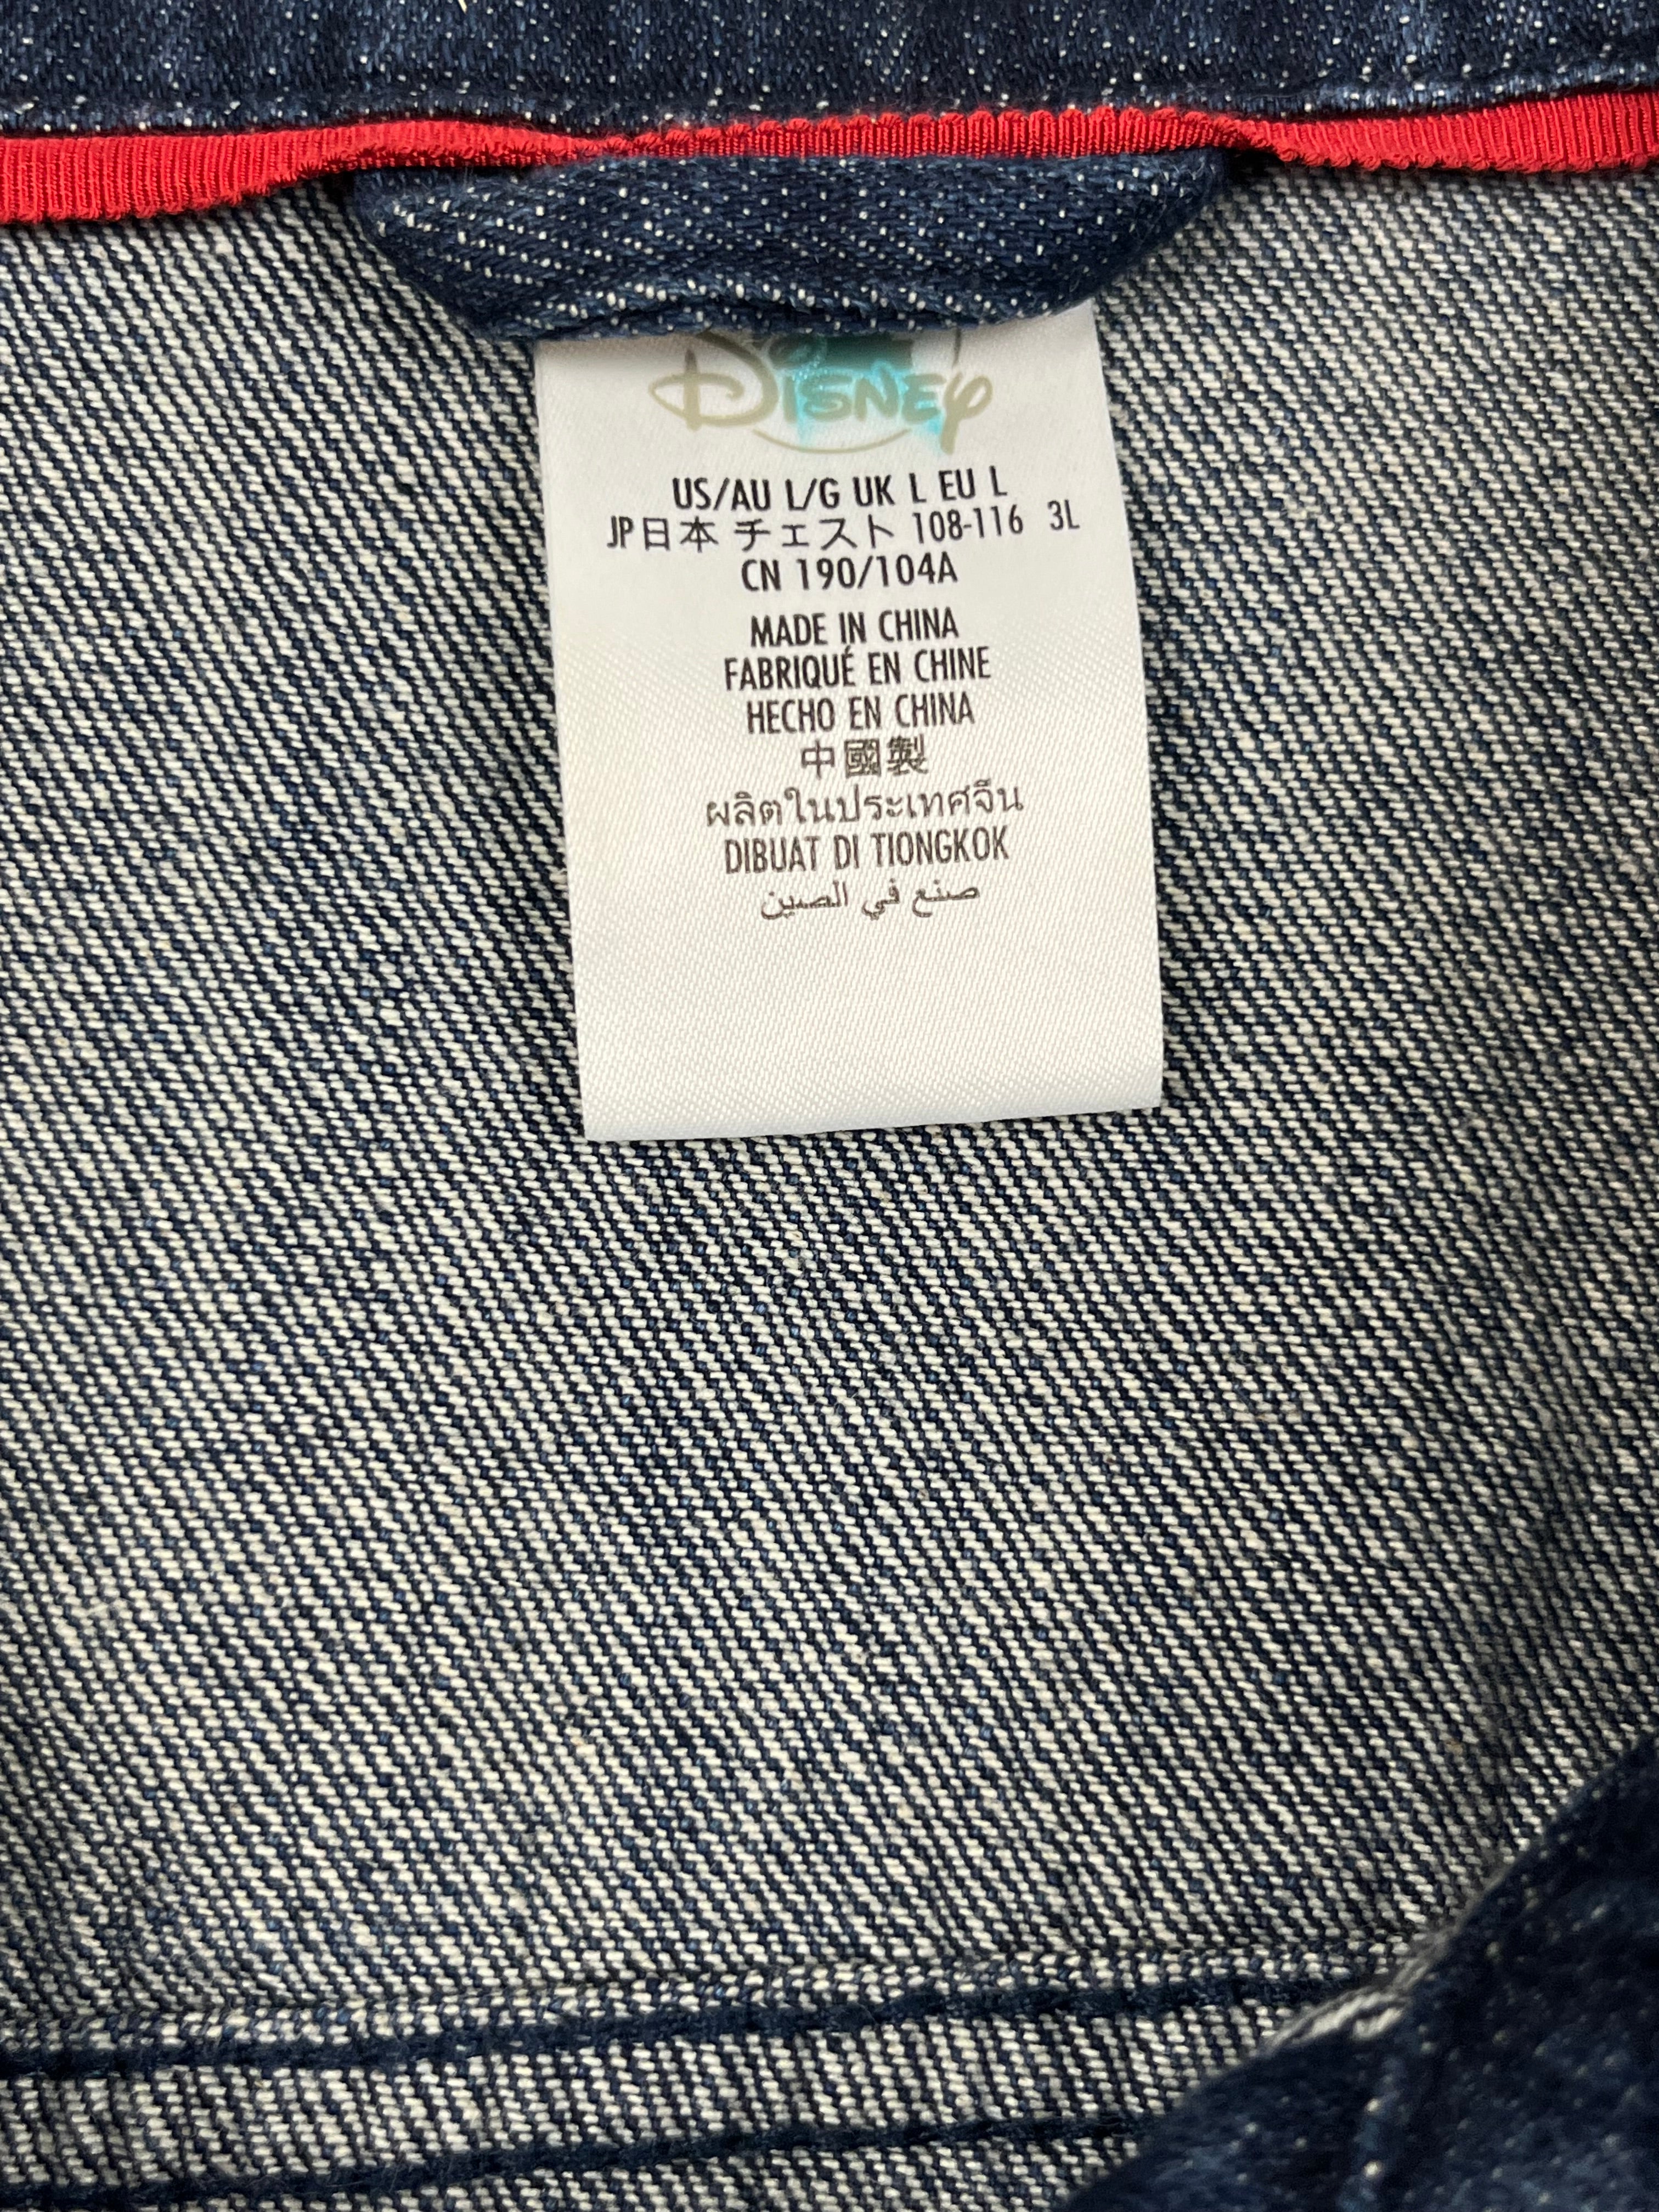 DISNEY
US/AU L/G UK L EU L
JP日本 チェスト 108-116 3L
CN 190/104A
MADE IN CHINA
FABRIQUÉ EN CHINE
HECHO EN CHINA
中國製
ผลิตในประเทศจีน
DIBUAT DI TIONGKOK
صنع في الصين